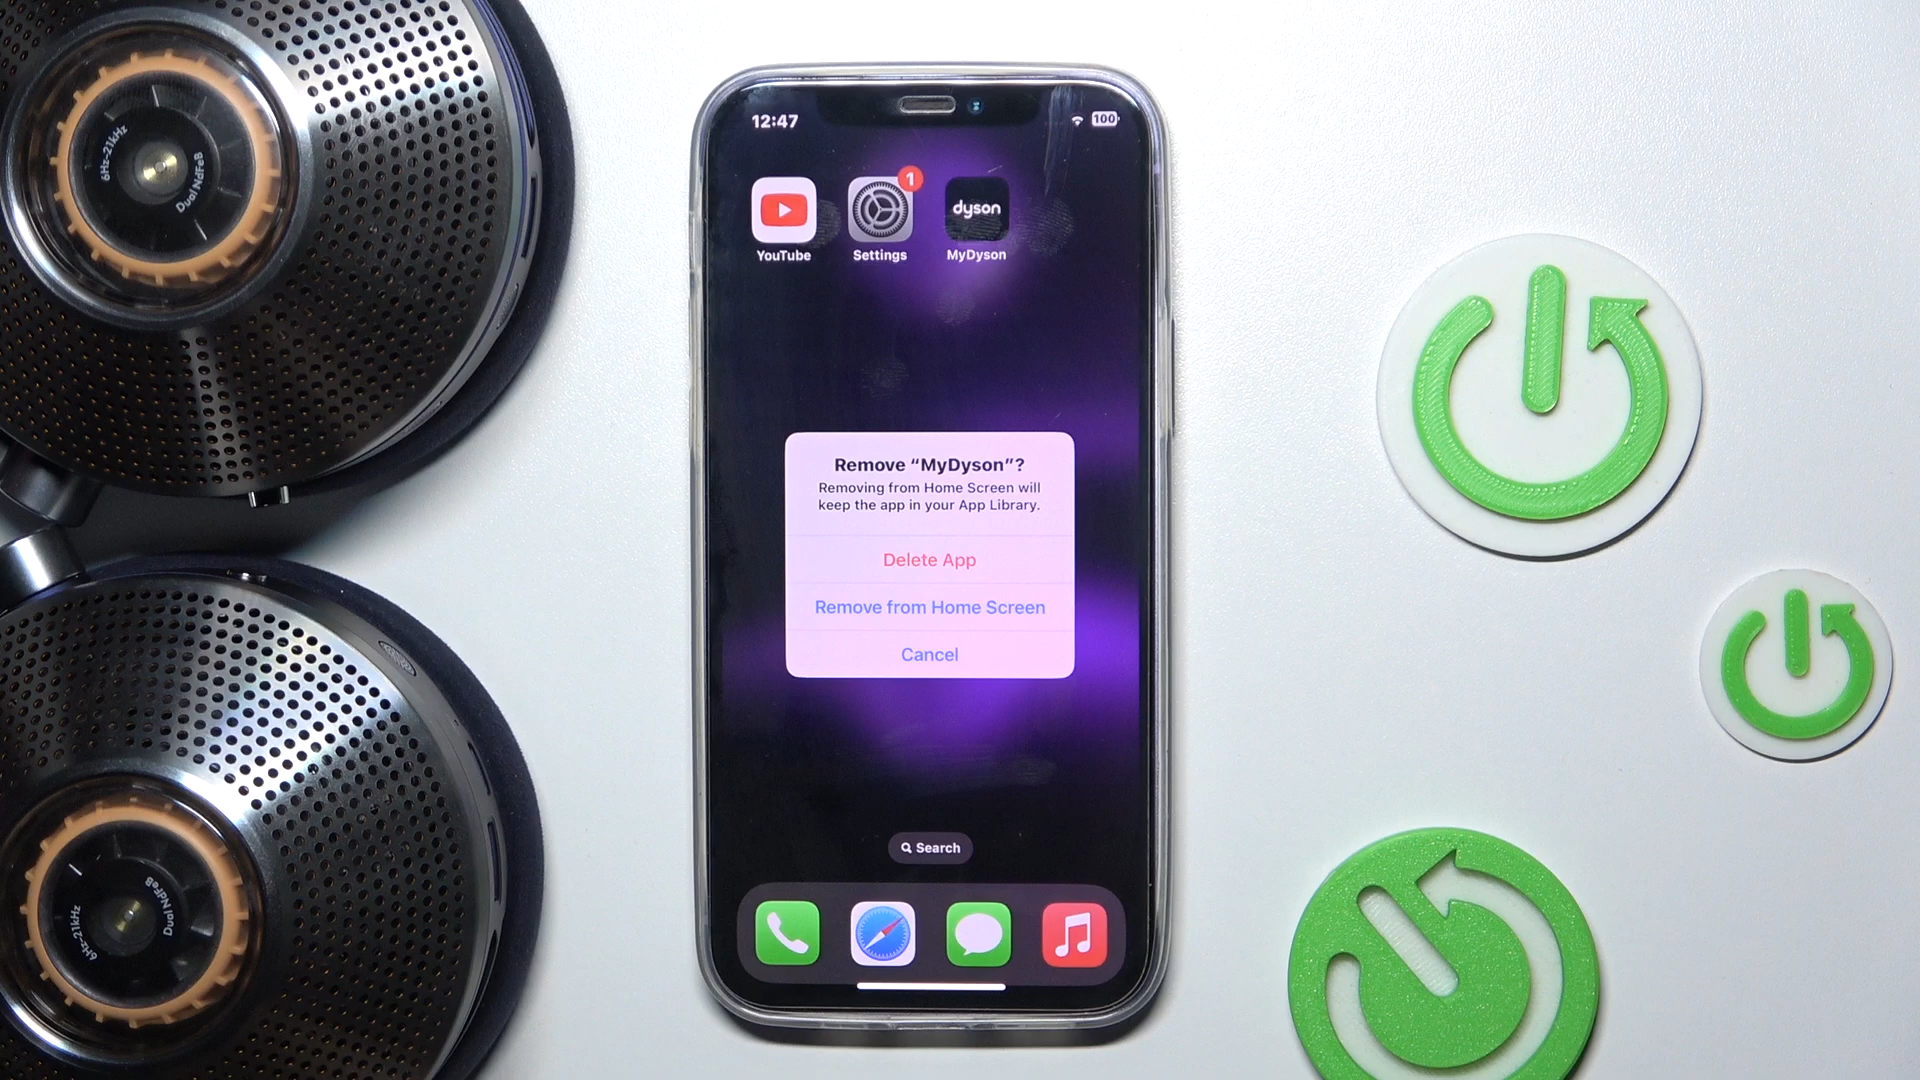 6Hz-21kHz
Dual NdFeB
12:47
100
1
dyson
YouTube
Settings
MyDyson
Remove “MyDyson”?
Removing from Home Screen will
keep the app in your App Library.
Delete App
Remove from Home Screen
Cancel
Search
6Hz-21kHz
Dual NdFeB